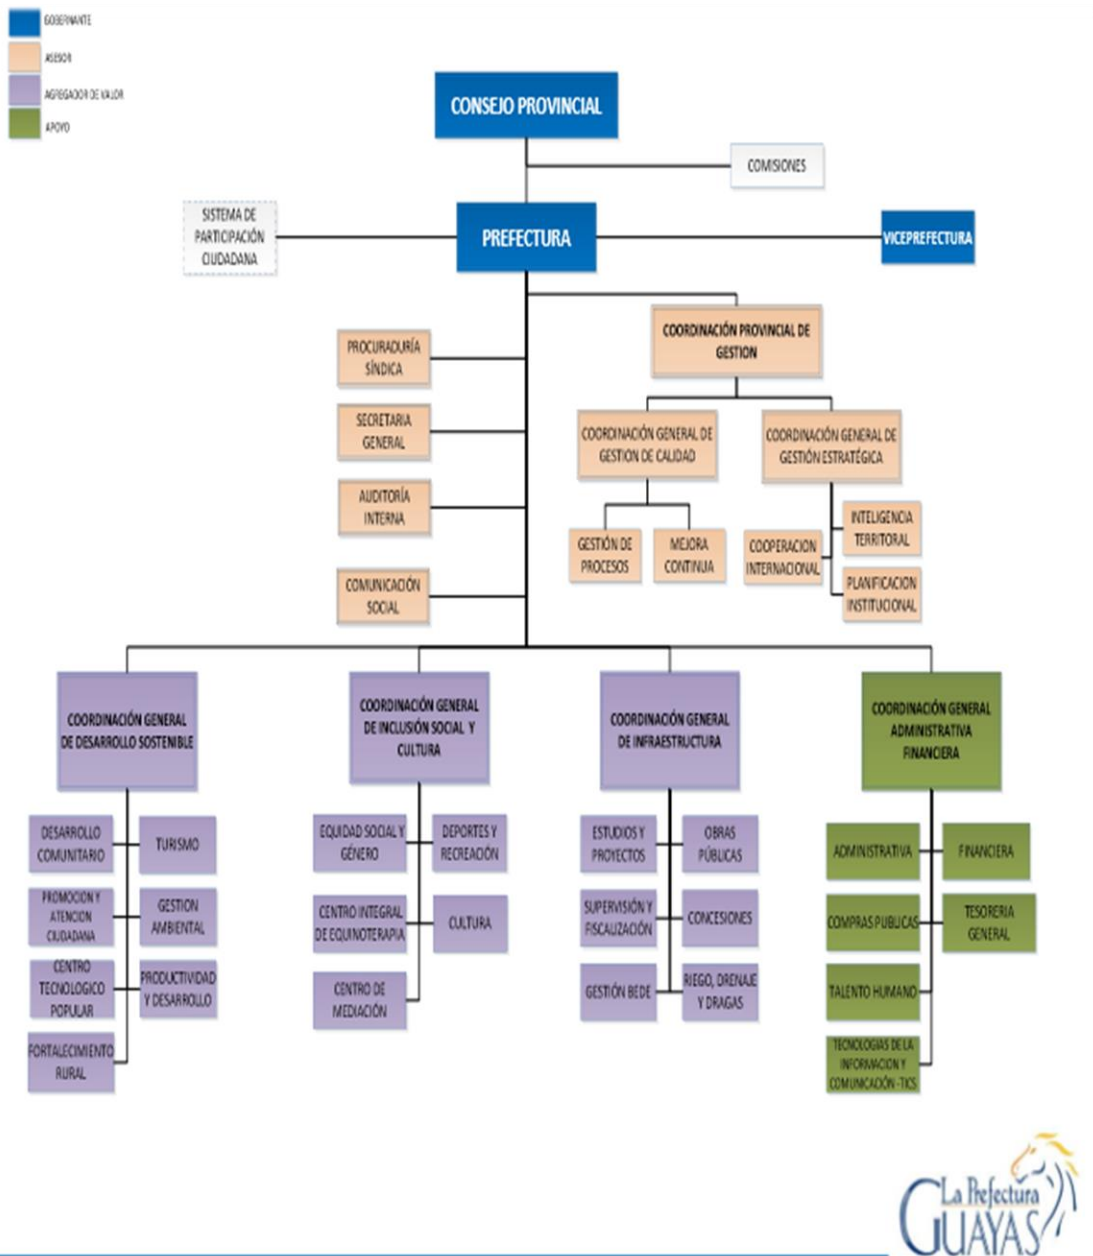 GOBERNANTE
ASESOR
AGREGADOR DE VALOR
APOYO
CONSEJO PROVINCIAL
COMISIONES
SISTEMA DE
PARTICIPACIÓN
CIUDADANA
PREFECTURA
VICEPREFECTURA
COORDINACIÓN PROVINCIAL DE
GESTION
PROCURADURÍA
SÍNDICA
SECRETARIA
GENERAL
AUDITORÍA
INTERNA
COMUNICACIÓN
SOCIAL
COORDINACIÓN GENERAL DE
GESTION DE CALIDAD
COORDINACIÓN GENERAL DE
GESTIÓN ESTRATÉGICA
GESTIÓN DE
PROCESOS
MEJORA
CONTINUA
COOPERACION
INTERNACIONAL
INTELIGENCIA
TERRITORAL
PLANIFICACION
INSTITUCIONAL
COORDINACIÓN GENERAL
DE DESARROLLO SOSTENIBLE
COORDINACIÓN GENERAL
DE INCLUSIÓN SOCIAL Y
CULTURA
COORDINACIÓN GENERAL
DE INFRAESTRUCTURA
COORDINACIÓN GENERAL
ADMINISTRATIVA
FINANCIERA
DESARROLLO
COMUNITARIO
TURISMO
PROMOCION Y
ATENCION
CIUDADANA
GESTION
AMBIENTAL
CENTRO
TECNOLOGICO
POPULAR
PRODUCTIVIDAD
Y DESARROLLO
FORTALECIMIENTO
RURAL
EQUIDAD SOCIAL Y
GÉNERO
DEPORTES Y
RECREACIÓN
CENTRO INTEGRAL
DE EQUINOTERAPIA
CULTURA
CENTRO DE
MEDIACIÓN
ESTUDIOS Y
PROYECTOS
OBRAS
PÚBLICAS
SUPERVISIÓN Y
FISCALIZACIÓN
CONCESIONES
GESTIÓN BEDE
RIEGO, DRENAJE
Y DRAGAS
ADMINISTRATIVA
FINANCIERA
COMPRAS PUBLICAS
TESORERIA
GENERAL
TALENTO HUMANO
TECNOLOGIAS DE LA
INFORMACION Y
COMUNICACIÓN -TICS
La Prefectura
GUAYAS